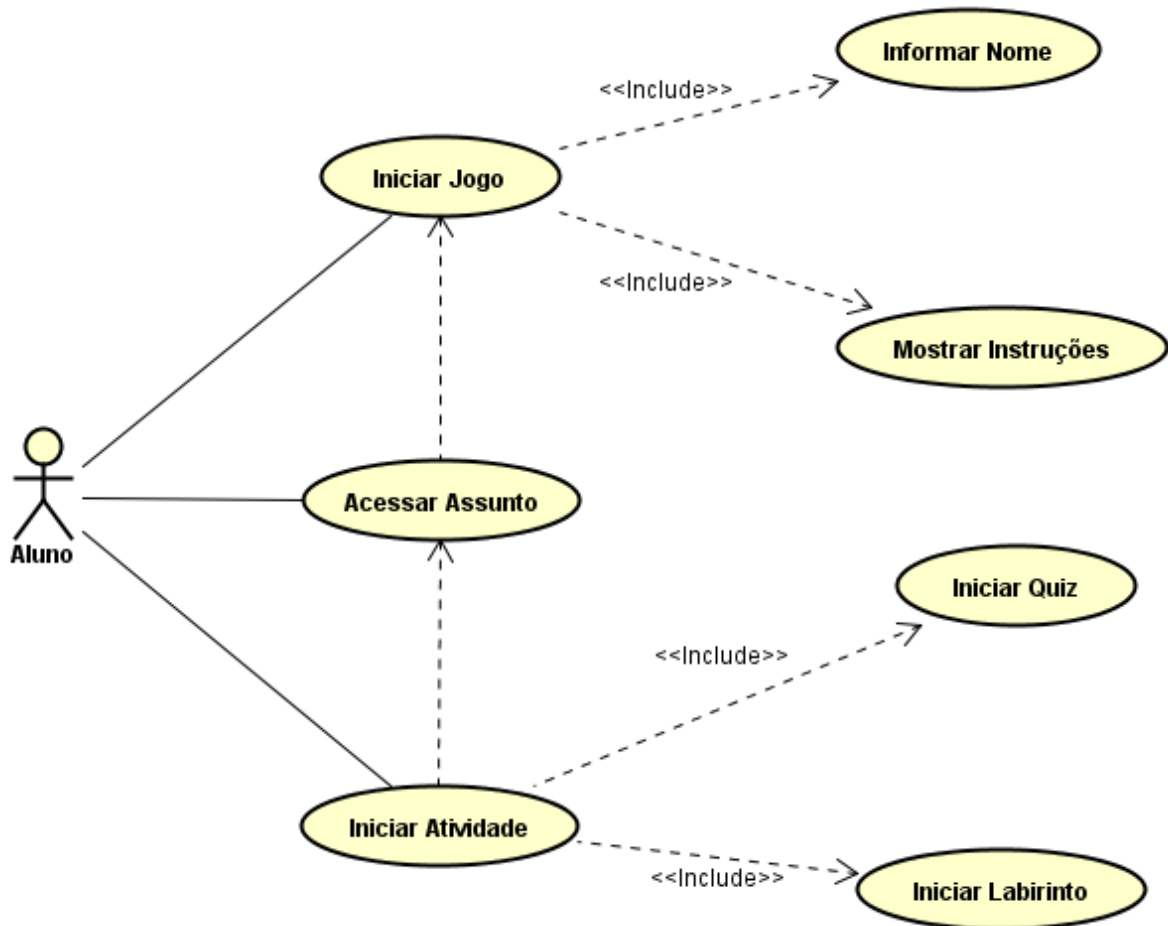 Informar Nome
<<Include>>
Iniciar Jogo
<<Include>>
Mostrar Instruções
Aluno
Acessar Assunto
Iniciar Quiz
<<Include>>
Iniciar Atividade
<<Include>>
Iniciar Labirinto